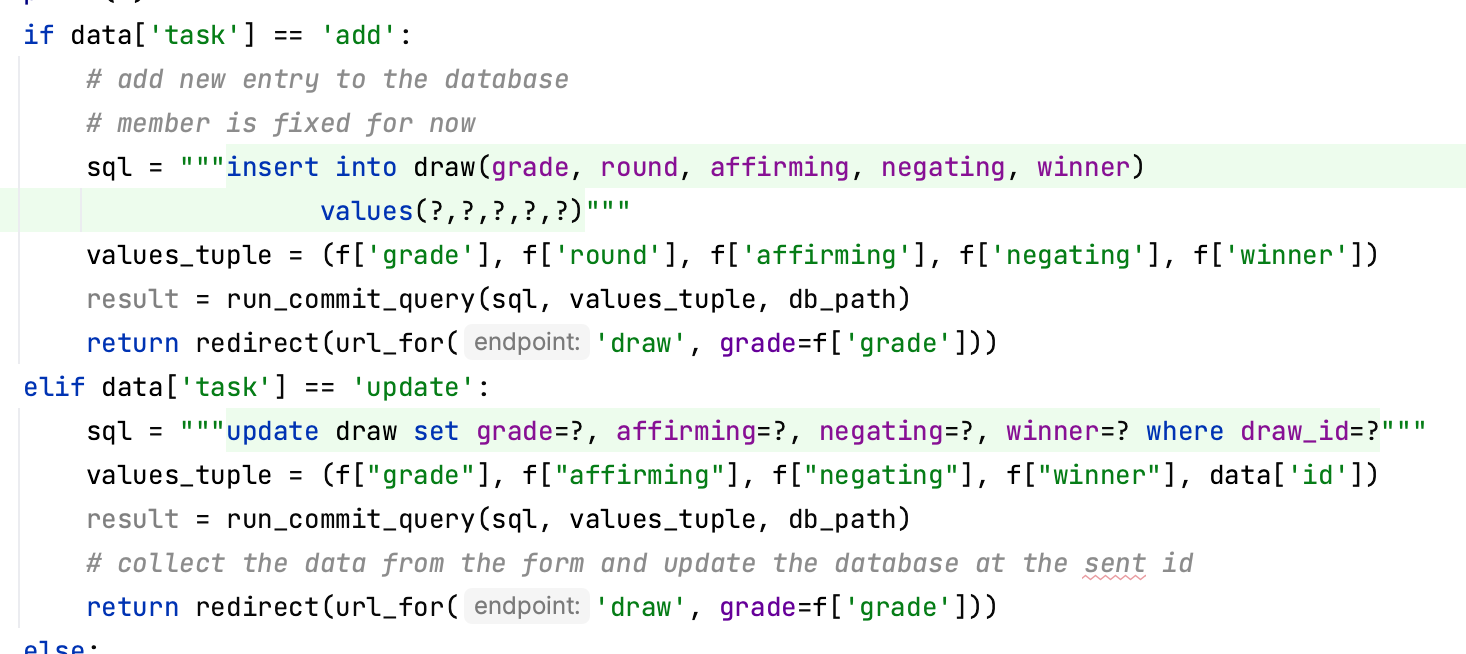 if data['task'] == 'add':
    # add new entry to the database
    # member is fixed for now
    sql = """insert into draw(grade, round, affirming, negating, winner)
                   values(?,?,?,?,?)"""
    values_tuple = (f['grade'], f['round'], f['affirming'], f['negating'], f['winner'])
    result = run_commit_query(sql, values_tuple, db_path)
    return redirect(url_for( endpoint: 'draw', grade=f['grade']))
elif data['task'] == 'update':
    sql = """update draw set grade=?, affirming=?, negating=?, winner=? where draw_id=?"""
    values_tuple = (f["grade"], f["affirming"], f["negating"], f["winner"], data['id'])
    result = run_commit_query(sql, values_tuple, db_path)
    # collect the data from the form and update the database at the sent id
    return redirect(url_for( endpoint: 'draw', grade=f['grade']))
else: